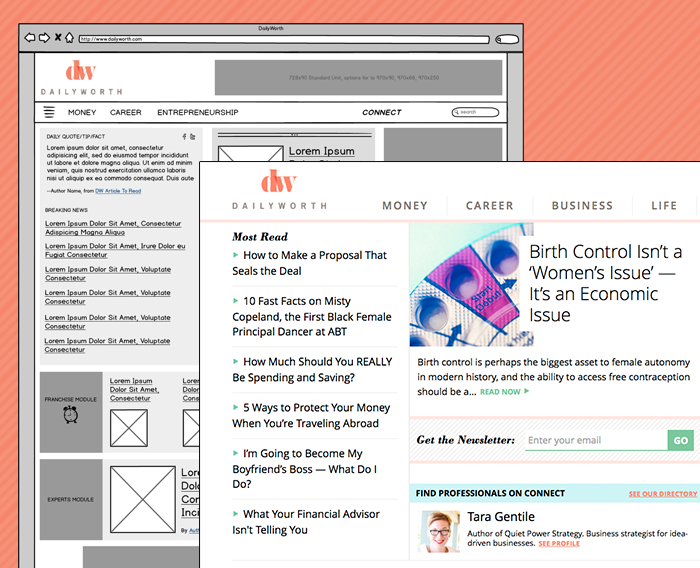 DailyWorth
http://www.dailyworth.com
dw
DAILYWORTH
728x90 Standard Unit, options for to 970x90, 970x66, 970x250
MONEY CAREER ENTREPRENEURSHIP CONNECT search
DAILY QUOTE/TIP/FACT
Lorem ipsum dolor sit amet, consectetur
adipisicing elit, sed do eiusmod tempor incididunt
ut labore et dolore magna aliqua. Ut enim ad minim
veniam, quis nostrud exercitation ullamco laboris
nisi ut aliquip ex ea commodo consequat. Duis aute
--Author Name, from DW Article To Read
BREAKING NEWS
Lorem Ipsum Dolor Sit Amet, Consectetur
Adispiscing Magna Aliqua
Lorem Ipsum Dolor Sit Amet, Irure Dolor eu
Fugiat Consectetur
Lorem Ipsum Dolor Sit Amet, Voluptate
Consectetur
Lorem Ipsum Dolor Sit Amet, Voluptate
Consectetur
Lorem Ipsum Dolor Sit Amet, Voluptate
Consectetur
Lorem Ipsum Dolor Sit Amet, Voluptate
Consectetur
Lorem Ipsum
FRANCHISE MODULE
Lorem Ipsum
Dolor Sit Amet,
Consectetur
Lorem
Dolor
Conse
EXPERTS MODULE
Lore
Dolo
Con
Inci
By Auth
dw
DAILYWORTH
MONEY CAREER BUSINESS LIFE
Most Read
How to Make a Proposal That
Seals the Deal
10 Fast Facts on Misty
Copeland, the First Black Female
Principal Dancer at ABT
How Much Should You REALLY
Be Spending and Saving?
5 Ways to Protect Your Money
When You're Traveling Abroad
I'm Going to Become My
Boyfriend's Boss — What Do I
Do?
What Your Financial Advisor
Isn't Telling You
Start
Birth Control Isn't a
'Women's Issue' —
It's an Economic
Issue
Birth control is perhaps the biggest asset to female autonomy
in modern history, and the ability to access free contraception
should be a... READ NOW
Get the Newsletter: Enter your email GO
FIND PROFESSIONALS ON CONNECT SEE OUR DIRECTORY
Tara Gentile
Author of Quiet Power Strategy. Business strategist for idea-
driven businesses. SEE PROFILE